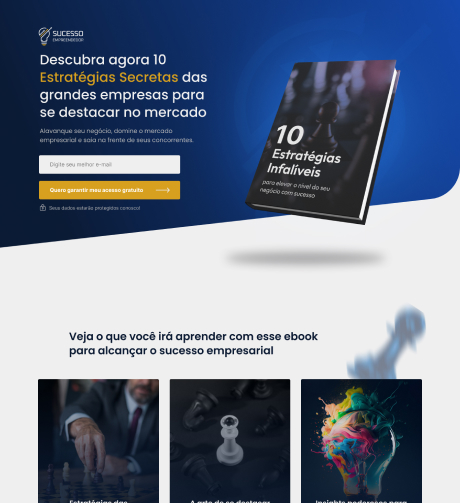 SUCESSO
EMPREENDEDOR
Descubra agora 10
Estratégias Secretas das
grandes empresas para
se destacar no mercado
Alavanque seu negócio, domine o mercado
empresarial e saia na frente de seus concorrentes.
Digite seu melhor e-mail
Quero garantir meu acesso gratuito
Seus dados estarão protegidos conosco!
10
Estratégias
Infalíveis
para elevar o nível do seu
negócio com sucesso
Veja o que você irá aprender com esse ebook
para alcançar o sucesso empresarial
Estratégias das
A arte de se destacar
Insights poderosos para